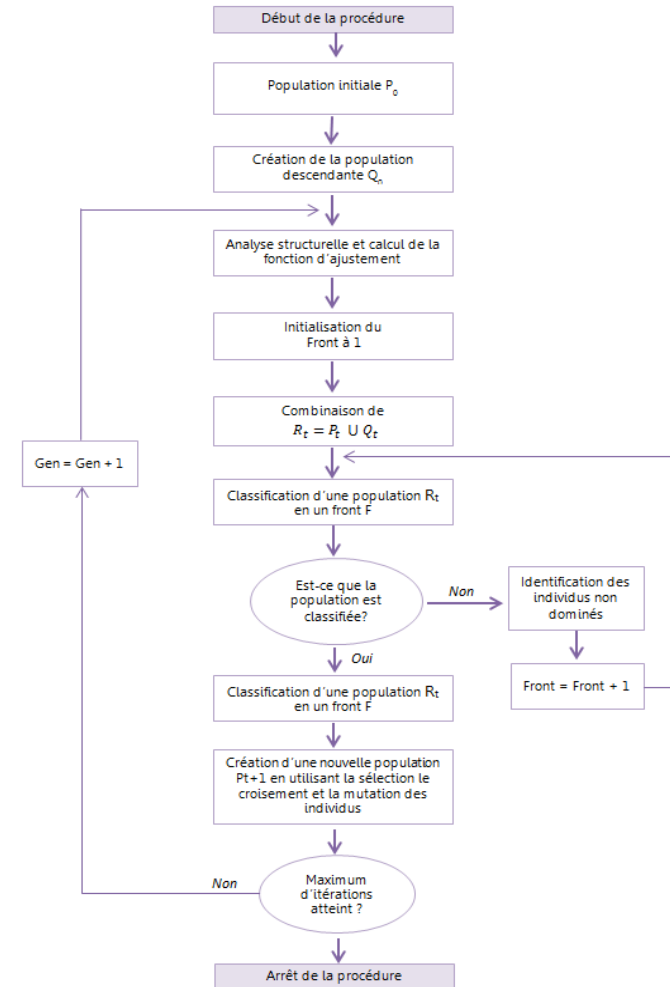 Début de la procédure
Population initiale P₀
Création de la population
descendante Qₙ
Analyse structurelle et calcul de la
fonction d'ajustement
Initialisation du
Front à 1
Combinaison de
Rₜ = Pₜ ∪ Qₜ
Gen = Gen + 1
Classification d'une population Rₜ
en un front F
Est-ce que la
population est
classifiée?
Non
Identification des
individus non
dominés
Oui
Front = Front + 1
Classification d'une population Rₜ
en un front F
Création d'une nouvelle population
Pt+1 en utilisant la sélection le
croisement et la mutation des
individus
Non
Maximum
d'itérations
atteint ?
Arrêt de la procédure